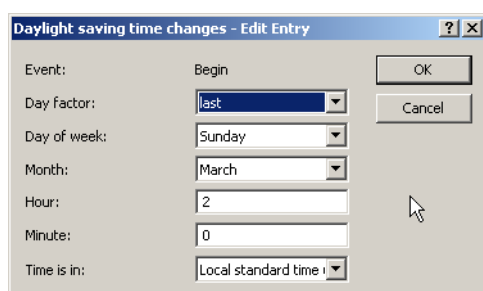 Daylight saving time changes - Edit Entry
Event: Begin OK
Day factor: last Cancel
Day of week: Sunday
Month: March
Hour: 2
Minute: 0
Time is in: Local standard time